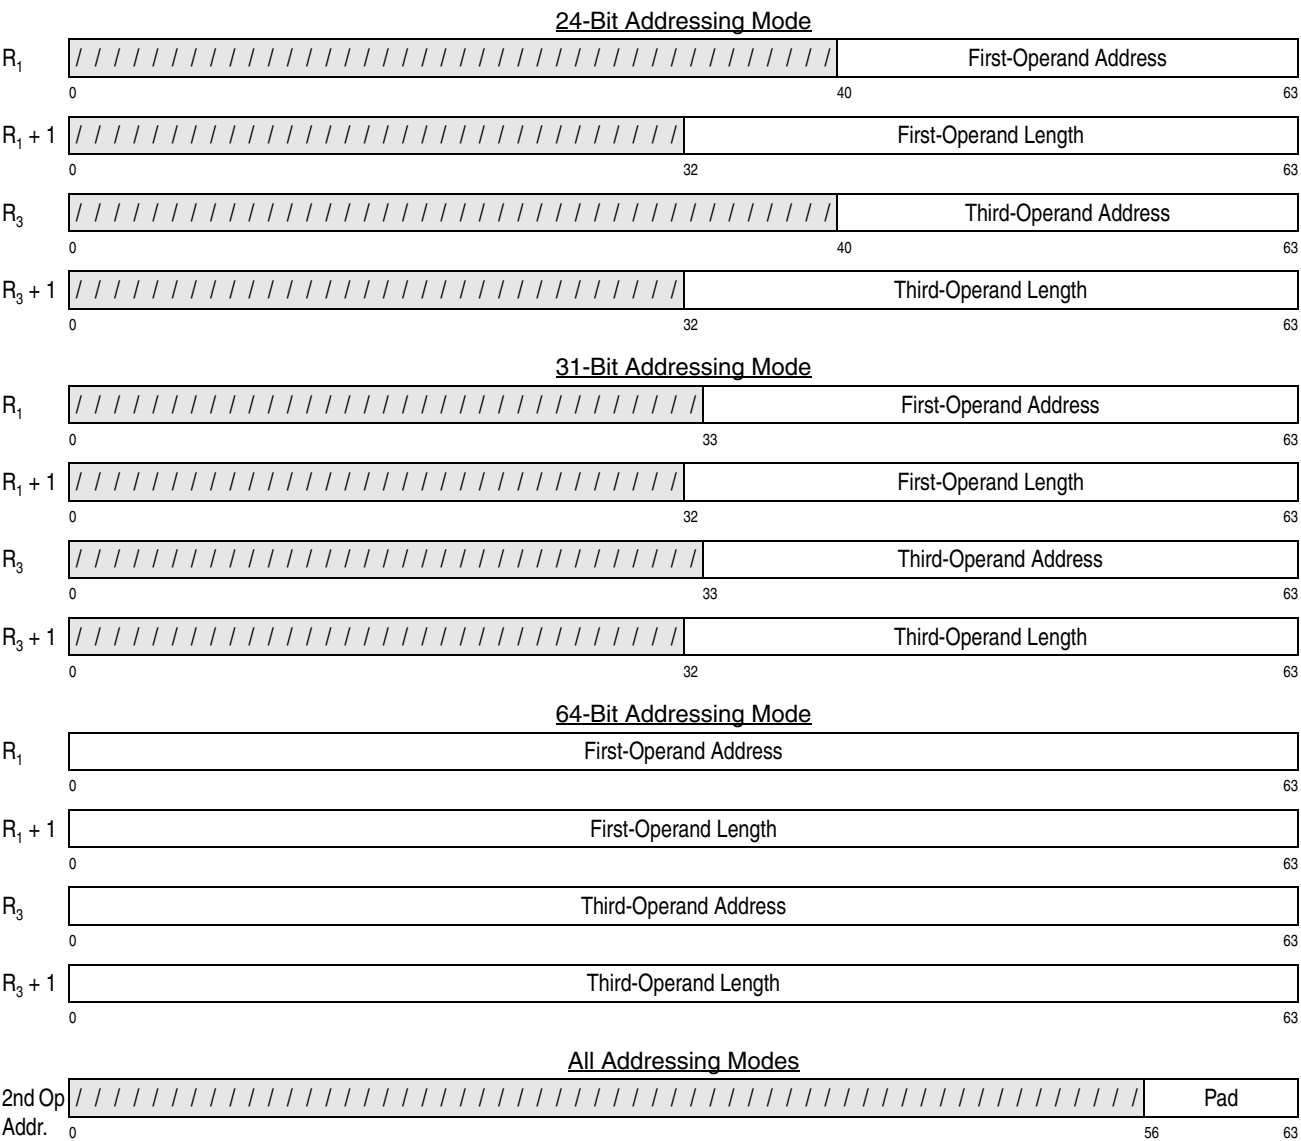 24-Bit Addressing Mode
R₁ / / / / / / / / / / / / / / / / / / / / / / / / / / / / / / / / / / / / / / / / First-Operand Address
0 40 63
R₁ + 1 / / / / / / / / / / / / / / / / / / / / / / / / / / / / / / / / First-Operand Length
0 32 63
R₃ / / / / / / / / / / / / / / / / / / / / / / / / / / / / / / / / / / / / / / / / Third-Operand Address
0 40 63
R₃ + 1 / / / / / / / / / / / / / / / / / / / / / / / / / / / / / / / / Third-Operand Length
0 32 63
31-Bit Addressing Mode
R₁ / / / / / / / / / / / / / / / / / / / / / / / / / / / / / / / / / First-Operand Address
0 33 63
R₁ + 1 / / / / / / / / / / / / / / / / / / / / / / / / / / / / / / / / First-Operand Length
0 32 63
R₃ / / / / / / / / / / / / / / / / / / / / / / / / / / / / / / / / / Third-Operand Address
0 33 63
R₃ + 1 / / / / / / / / / / / / / / / / / / / / / / / / / / / / / / / / Third-Operand Length
0 32 63
64-Bit Addressing Mode
R₁ First-Operand Address
0 63
R₁ + 1 First-Operand Length
0 63
R₃ Third-Operand Address
0 63
R₃ + 1 Third-Operand Length
0 63
All Addressing Modes
2nd Op / / / / / / / / / / / / / / / / / / / / / / / / / / / / / / / / / / / / / / / / / / / / / / / / / / / / / / / / Pad
Addr. 0 56 63